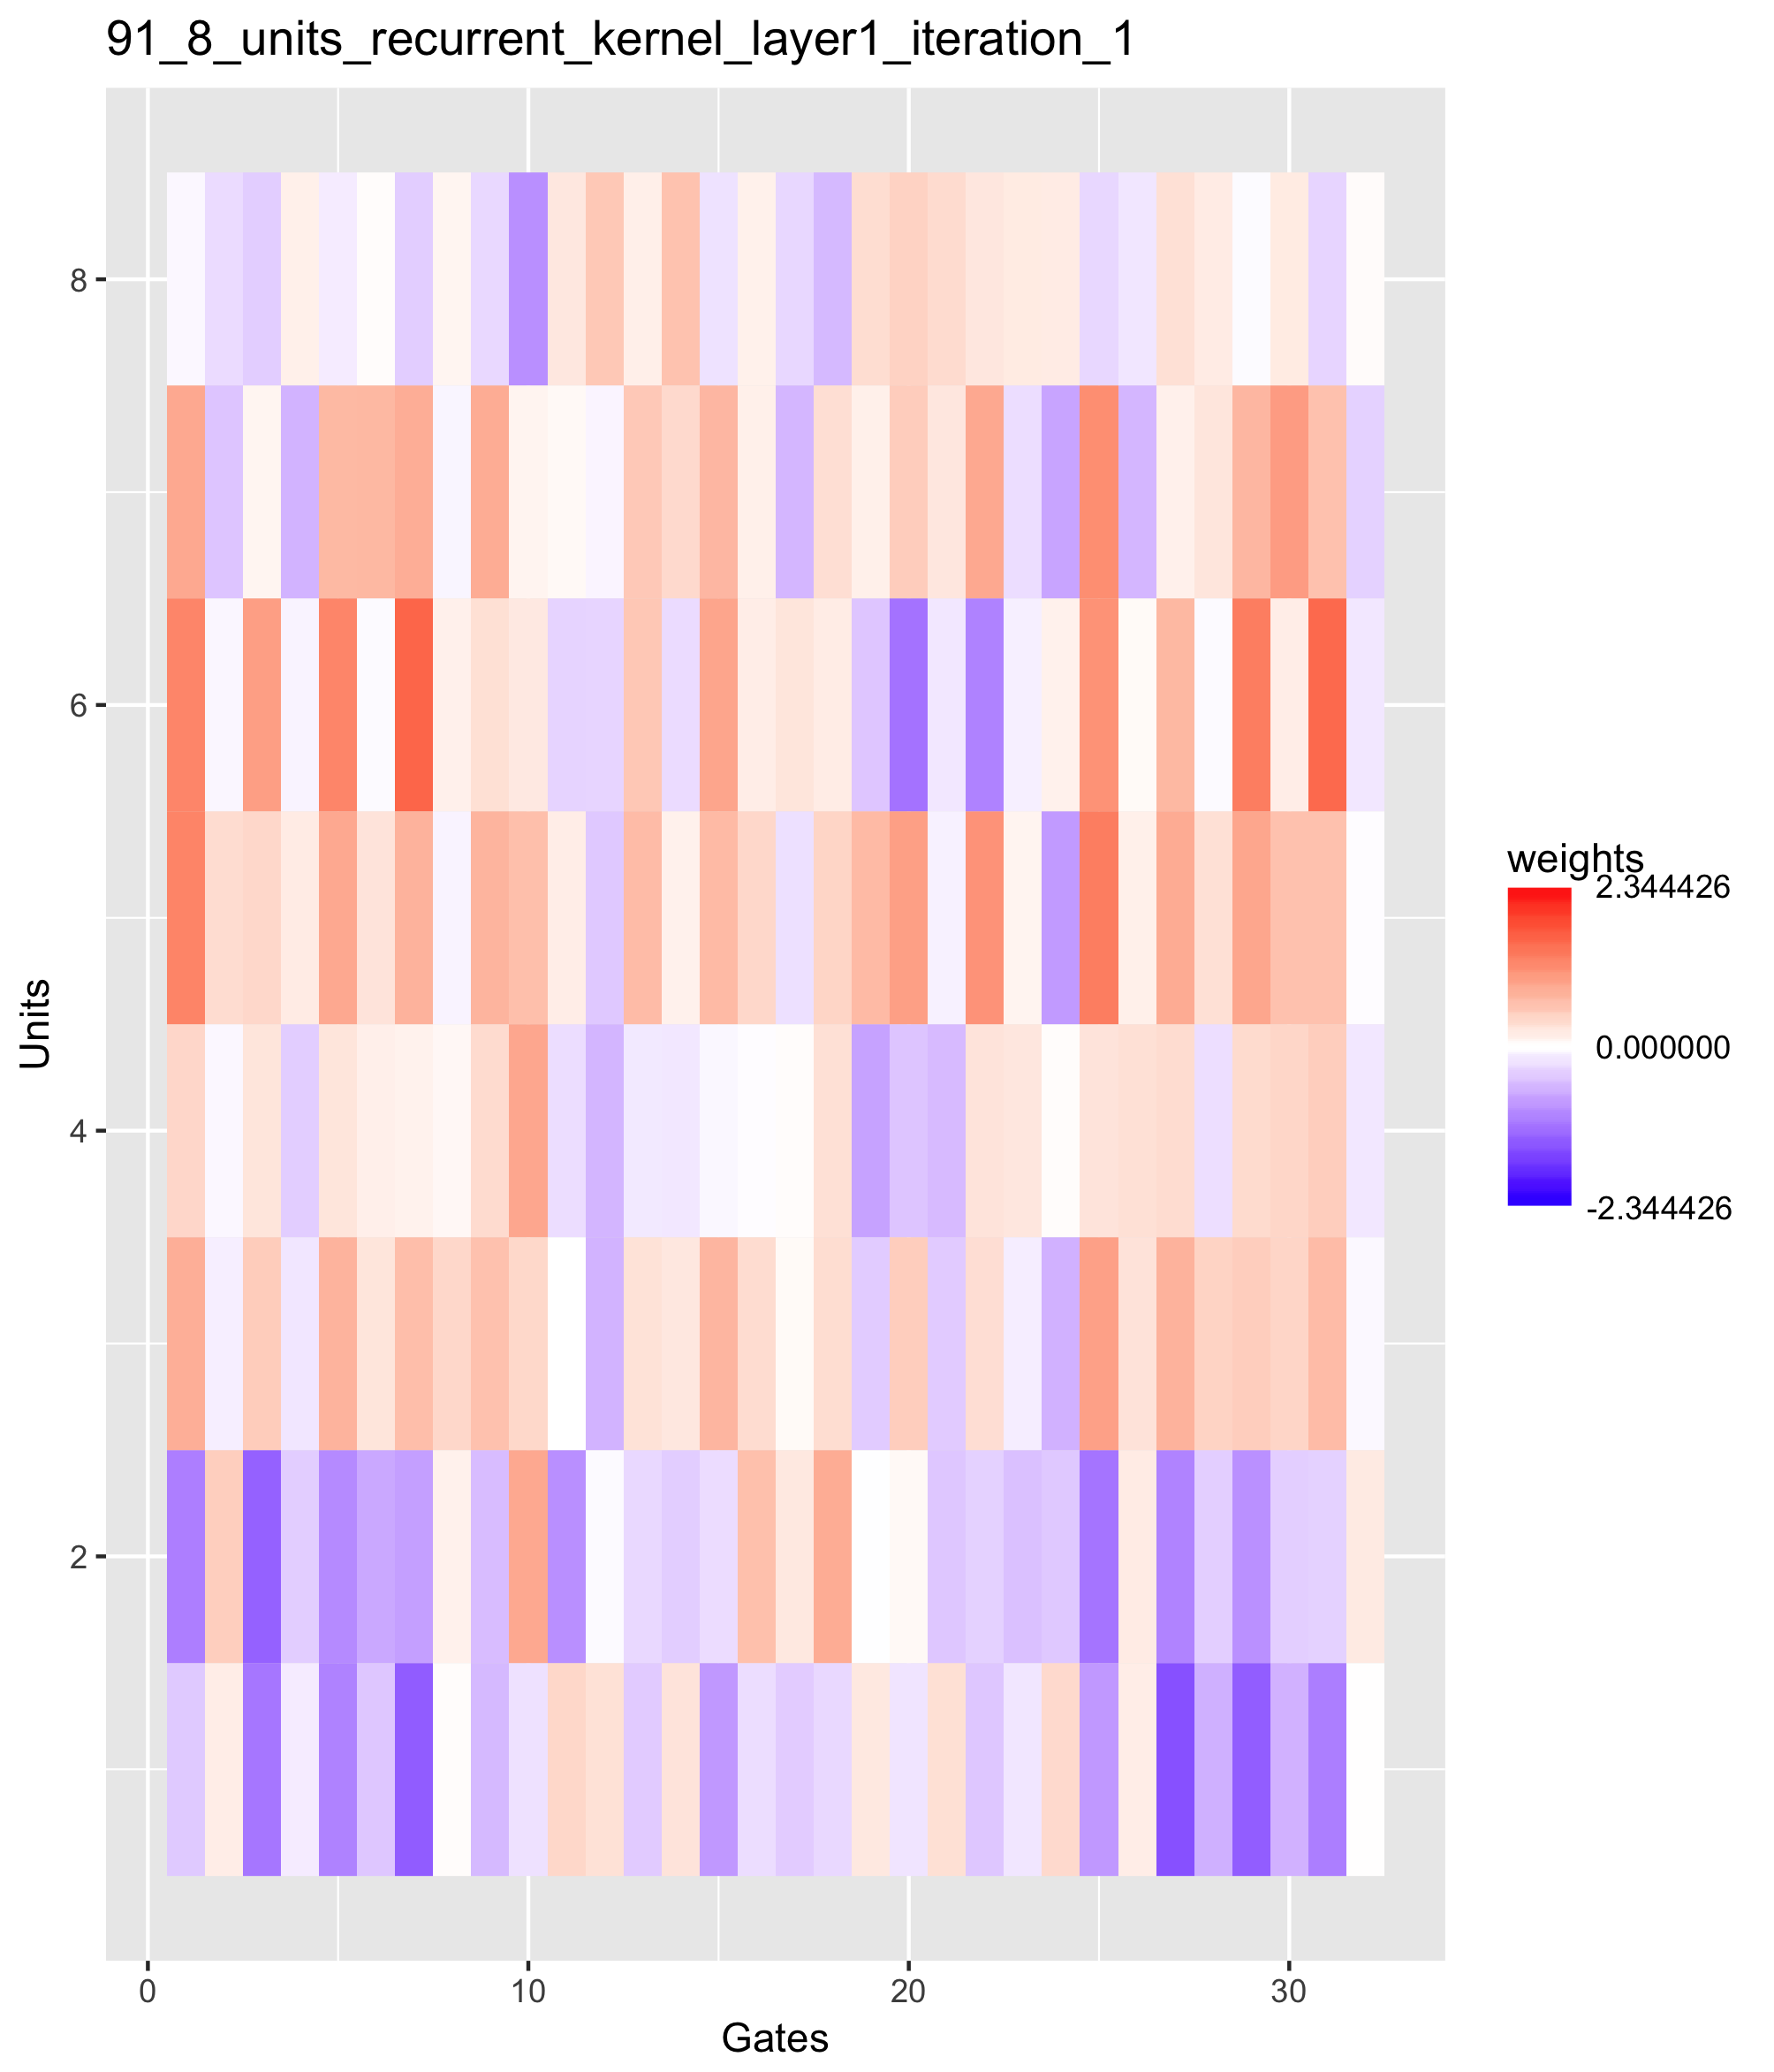 91_8_units_recurrent_kernel_layer1_iteration_1
8
6
4
2
Units
0 10 20 30
Gates
weights
2.344426
0.000000
-2.344426